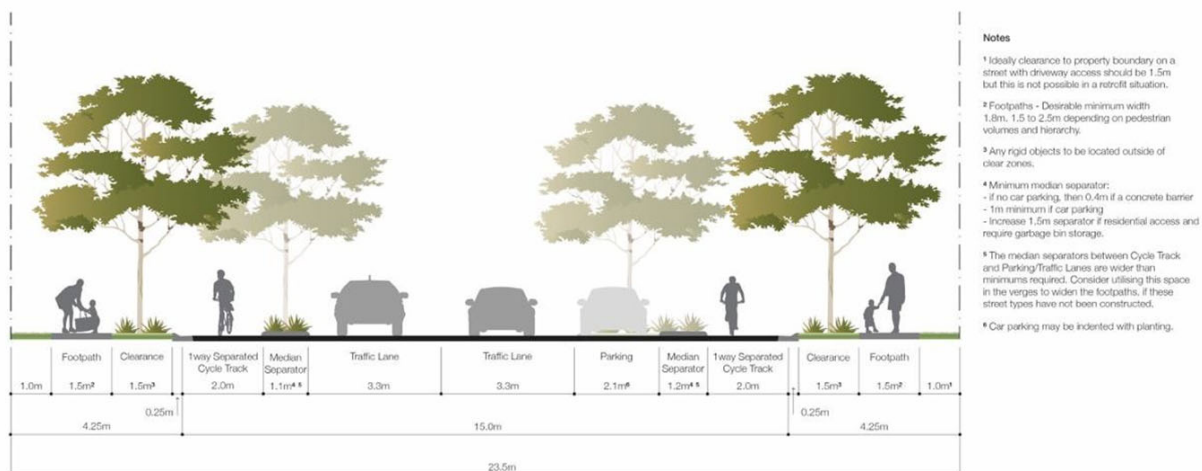 Notes
¹ Ideally clearance to property boundary on a
street with driveway access should be 1.5m
but this is not possible in a retrofit situation.
² Footpaths - Desirable minimum width
1.8m. 1.5 to 2.5m depending on pedestrian
volumes and hierarchy.
³ Any rigid objects to be located outside of
clear zones.
⁴ Minimum median separator:
- if no car parking, then 0.4m if a concrete barrier
- 1m minimum if car parking
- Increase 1.5m separator if residential access and
require garbage bin storage.
⁵ The median separators between Cycle Track
and Parking/Traffic Lanes are wider than
minimums required. Consider utilising this space
in the verges to widen the footpaths, if these
street types have not been constructed.
⁶ Car parking may be indented with planting.
Footpath Clearance 1way Separated Median Traffic Lane Traffic Lane Parking Median 1way Separated Clearance Footpath
Cycle Track Separator Separator Cycle Track
1.0m 1.5m² 1.5m³ 2.0m 1.1m⁴ ⁵ 3.3m 3.3m 2.1m⁶ 1.2m⁴ ⁵ 2.0m 1.5m³ 1.5m² 1.0m¹
0.25m 0.25m
4.25m 15.0m 4.25m
23.5m